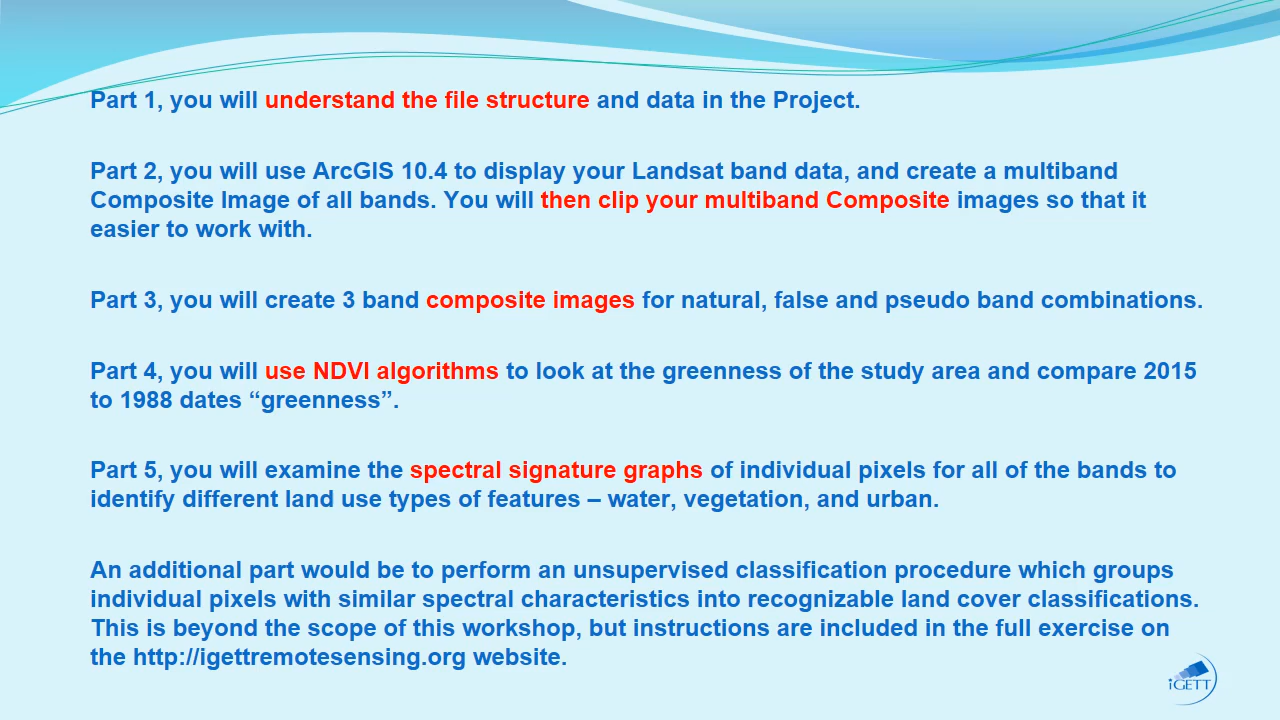 Part 1, you will understand the file structure and data in the Project.
Part 2, you will use ArcGIS 10.4 to display your Landsat band data, and create a multiband
Composite Image of all bands. You will then clip your multiband Composite images so that it
easier to work with.
Part 3, you will create 3 band composite images for natural, false and pseudo band combinations.
Part 4, you will use NDVI algorithms to look at the greenness of the study area and compare 2015
to 1988 dates “greenness”.
Part 5, you will examine the spectral signature graphs of individual pixels for all of the bands to
identify different land use types of features – water, vegetation, and urban.
An additional part would be to perform an unsupervised classification procedure which groups
individual pixels with similar spectral characteristics into recognizable land cover classifications.
This is beyond the scope of this workshop, but instructions are included in the full exercise on
the http://igettremotesensing.org website.
iGETT